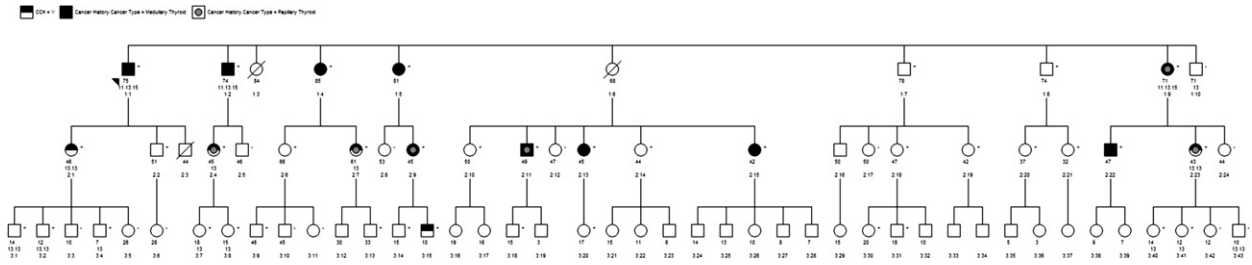 CCH = Y Cancer History Cancer Type = Medullary Thyroid Cancer History Cancer Type = Papillary Thyroid
75 74 84 85 81 68 78 74 71 71
11,13,15 11,13,15 11,13,15 13
1:1 1:2 1:3 1:4 1:5 1:6 1:7 1:8 1:9 1:10
48 51 44 45 48 66 61 53 45 50 49 47 45 44 42 50 50 47 42 37 32 47 43 44
13,13 13 13 13,13
2:1 2:2 2:3 2:4 2:5 2:6 2:7 2:8 2:9 2:10 2:11 2:12 2:13 2:14 2:15 2:16 2:17 2:18 2:19 2:20 2:21 2:22 2:23 2:24
14 12 10 7 26 28 18 15 46 45 30 33 15 18 19 16 15 3 17 15 11 6 14 13 10 8 7 15 20 18 10 5 3 9 7 14 12 12 10
13,13 13,13 13 13 13 13 13 13,13
3:1 3:2 3:3 3:4 3:5 3:6 3:7 3:8 3:9 3:10 3:11 3:12 3:13 3:14 3:15 3:16 3:17 3:18 3:19 3:20 3:21 3:22 3:23 3:24 3:25 3:26 3:27 3:28 3:29 3:30 3:31 3:32 3:33 3:34 3:35 3:36 3:37 3:38 3:39 3:40 3:41 3:42 3:43